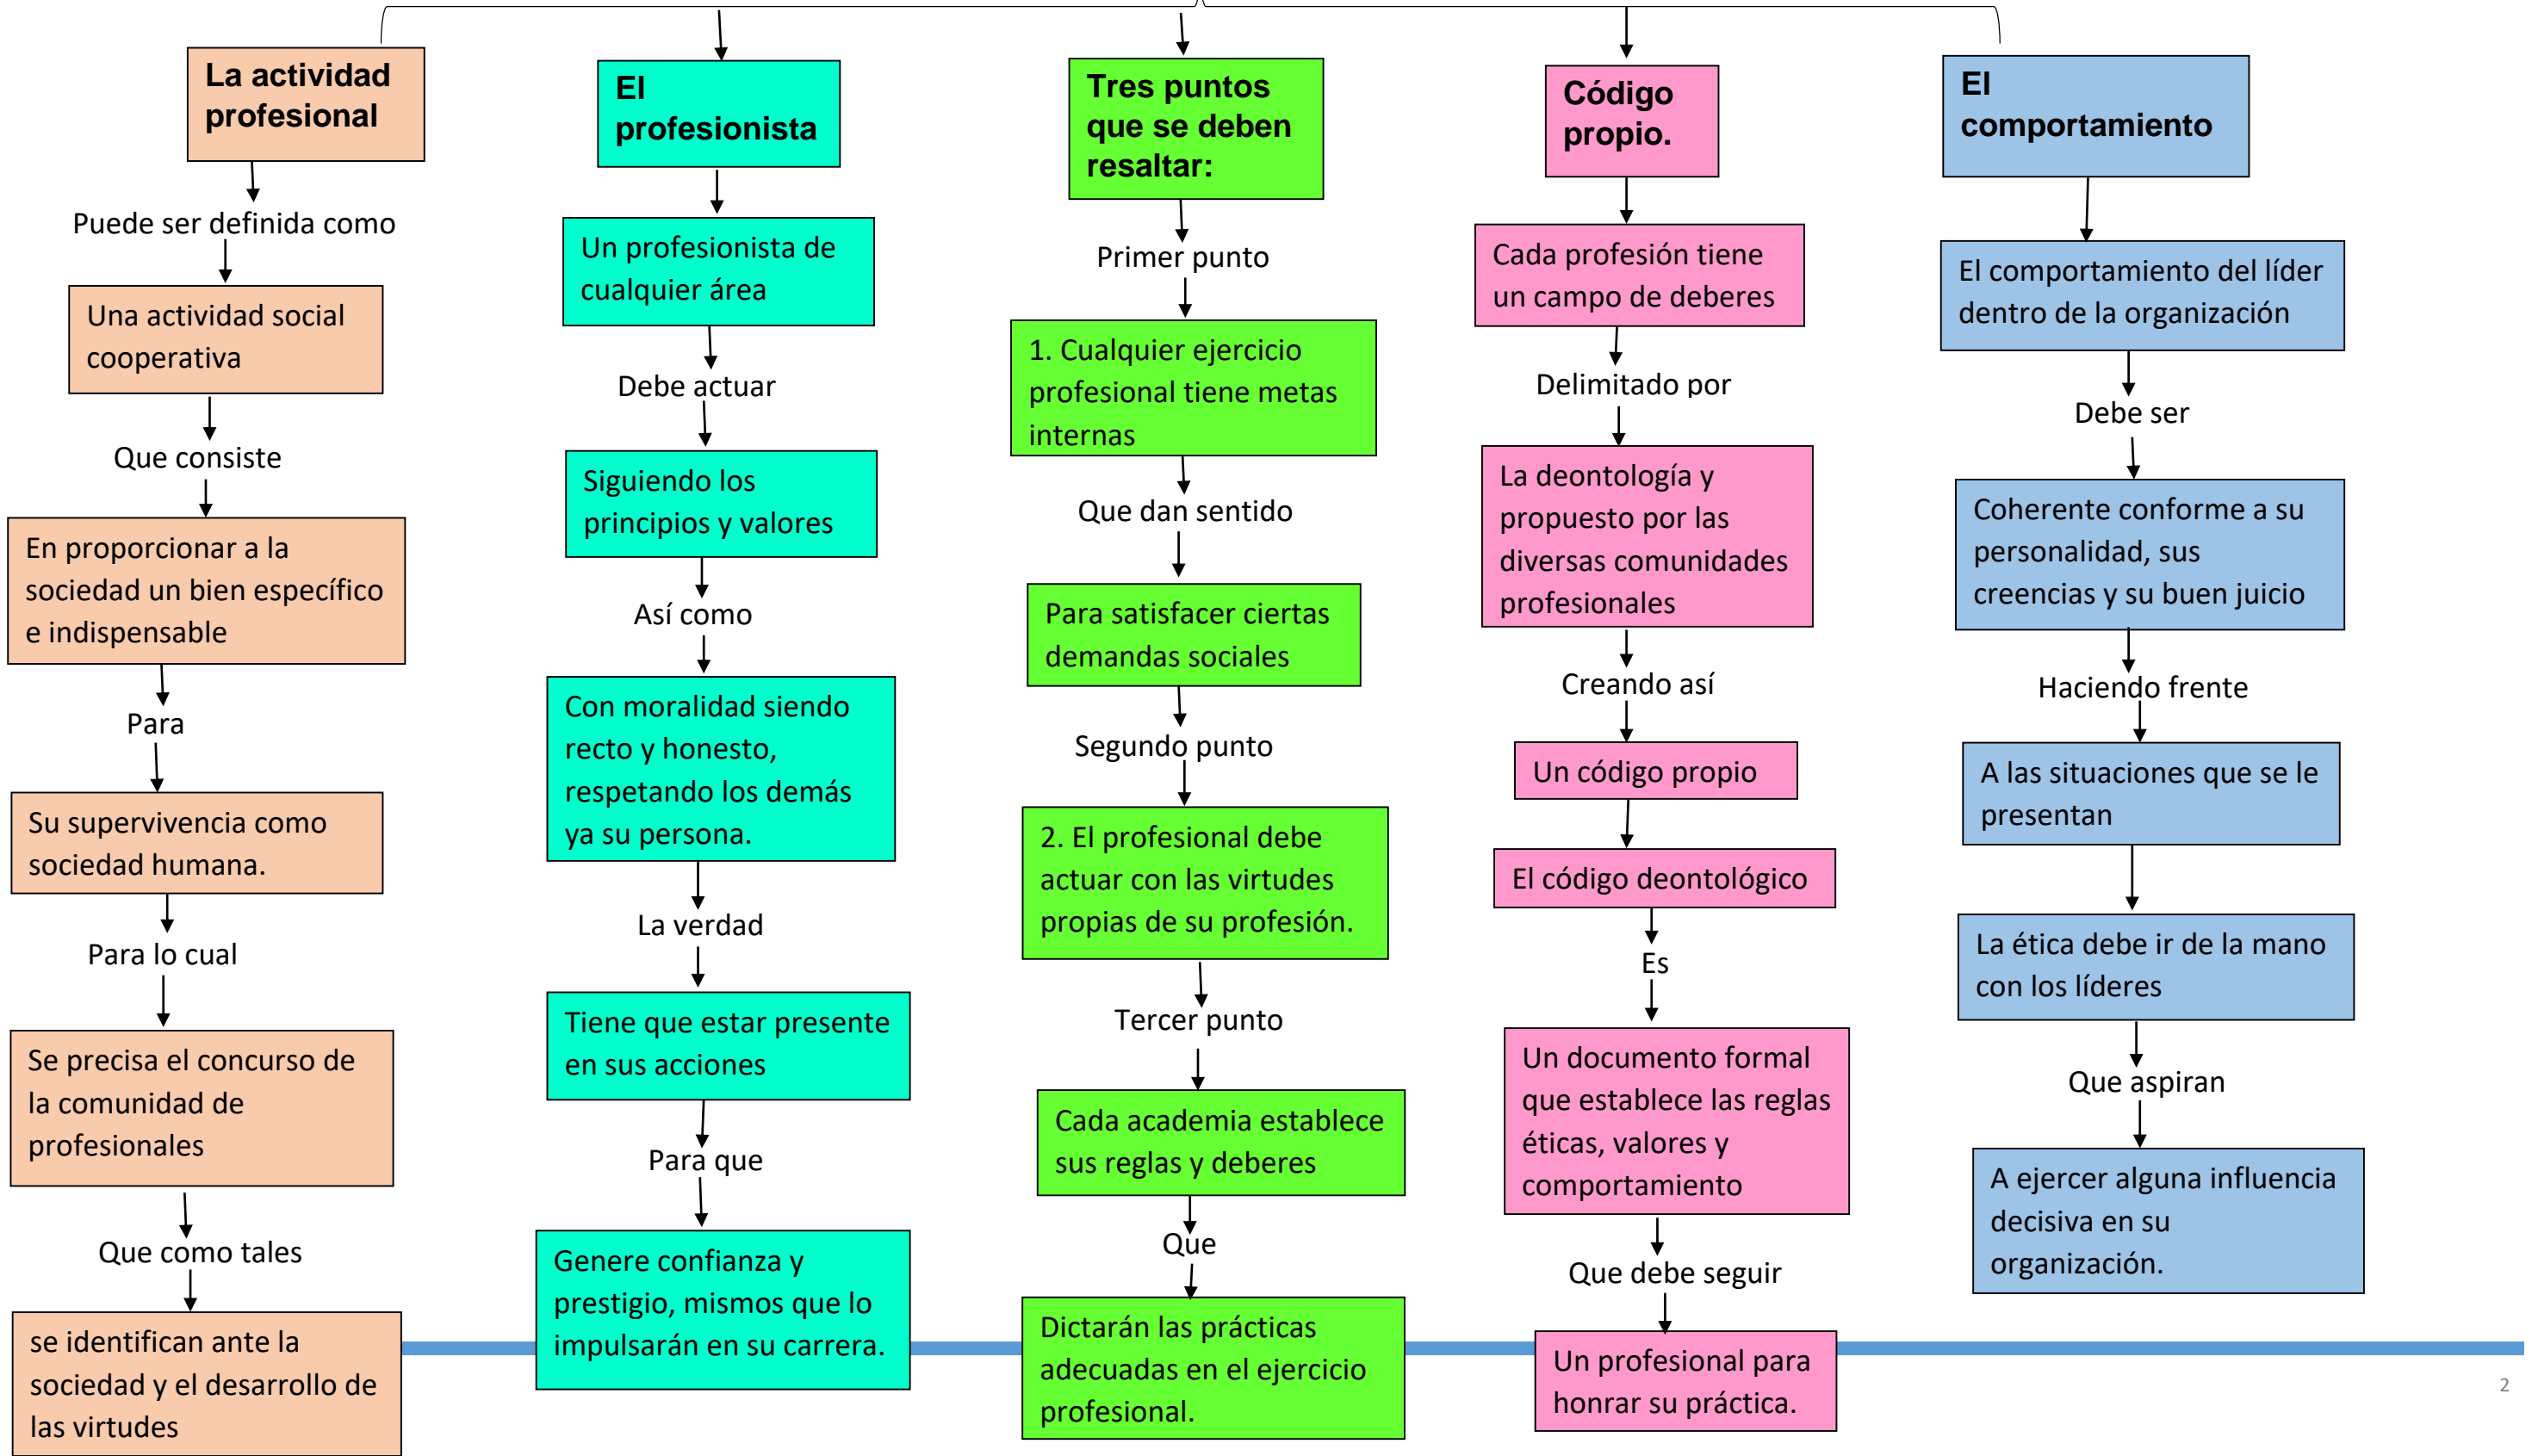 La actividad
profesional
Puede ser definida como
Una actividad social
cooperativa
Que consiste
En proporcionar a la
sociedad un bien específico
e indispensable
Para
Su supervivencia como
sociedad humana.
Para lo cual
Se precisa el concurso de
la comunidad de
profesionales
Que como tales
se identifican ante la
sociedad y el desarrollo de
las virtudes
El
profesionista
Un profesionista de
cualquier área
Debe actuar
Siguiendo los
principios y valores
Así como
Con moralidad siendo
recto y honesto,
respetando los demás
ya su persona.
La verdad
Tiene que estar presente
en sus acciones
Para que
Genere confianza y
prestigio, mismos que lo
impulsarán en su carrera.
Tres puntos
que se deben
resaltar:
Primer punto
1. Cualquier ejercicio
profesional tiene metas
internas
Que dan sentido
Para satisfacer ciertas
demandas sociales
Segundo punto
2. El profesional debe
actuar con las virtudes
propias de su profesión.
Tercer punto
Cada academia establece
sus reglas y deberes
Que
Dictarán las prácticas
adecuadas en el ejercicio
profesional.
Código
propio.
Cada profesión tiene
un campo de deberes
Delimitado por
La deontología y
propuesto por las
diversas comunidades
profesionales
Creando así
Un código propio
El código deontológico
Es
Un documento formal
que establece las reglas
éticas, valores y
comportamiento
Que debe seguir
Un profesional para
honrar su práctica.
El
comportamiento
El comportamiento del líder
dentro de la organización
Debe ser
Coherente conforme a su
personalidad, sus
creencias y su buen juicio
Haciendo frente
A las situaciones que se le
presentan
La ética debe ir de la mano
con los líderes
Que aspiran
A ejercer alguna influencia
decisiva en su
organización.
2